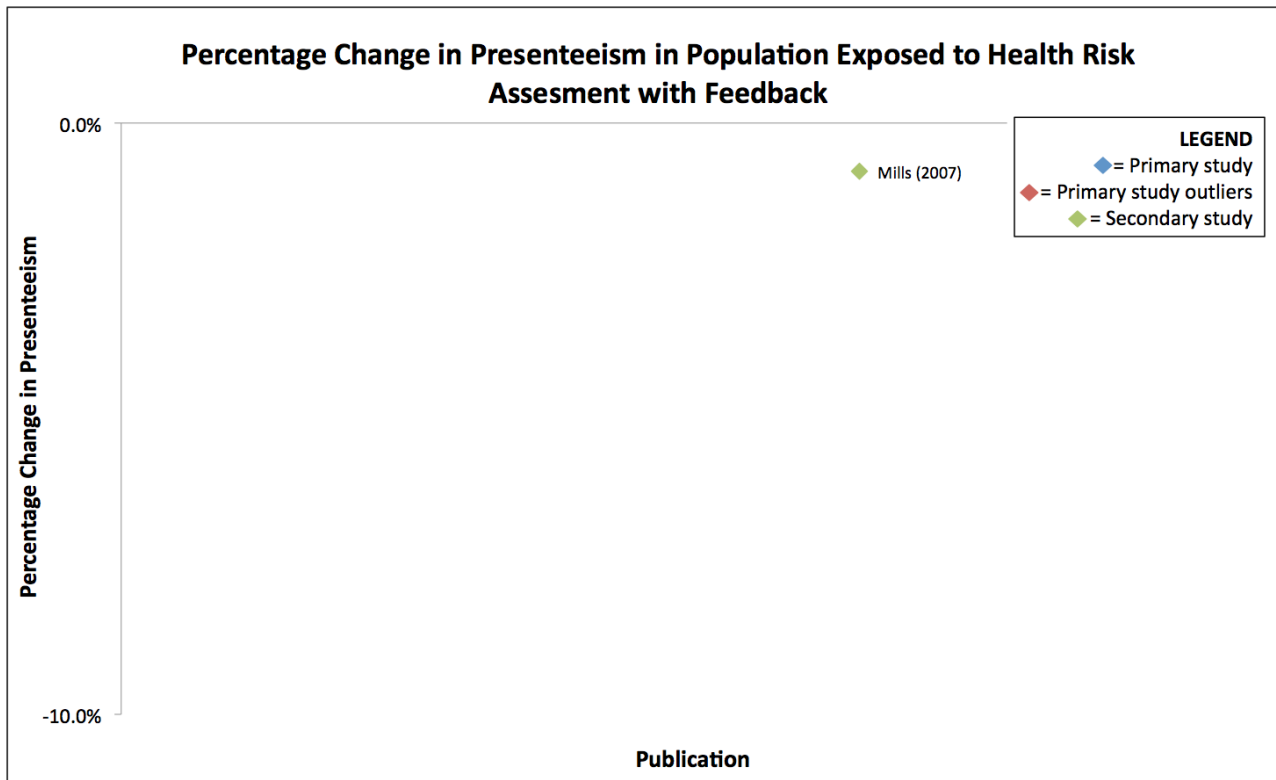 Percentage Change in Presenteeism in Population Exposed to Health Risk
Assesment with Feedback
0.0%
LEGEND
= Primary study
= Primary study outliers
= Secondary study
Mills (2007)
Percentage Change in Presenteeism
-10.0%
Publication